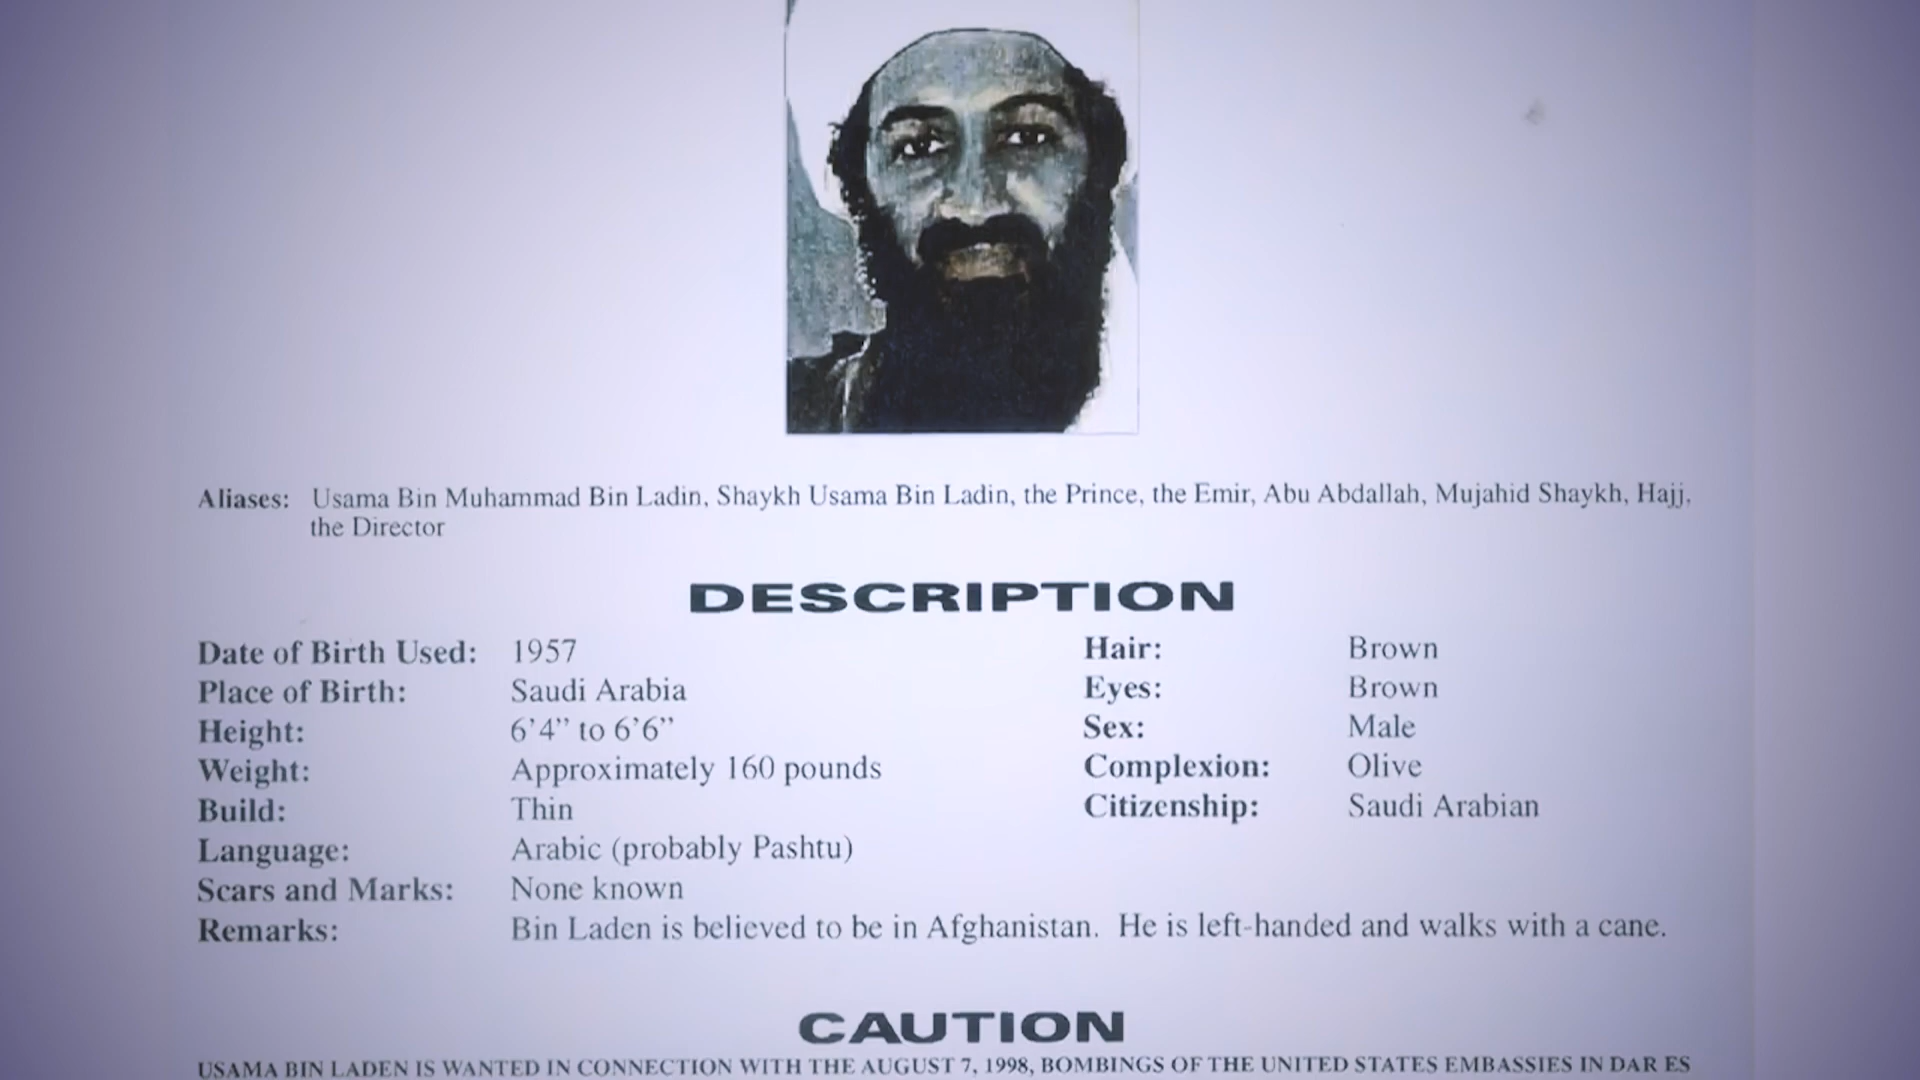 Aliases: Usama Bin Muhammad Bin Ladin, Shaykh Usama Bin Ladin, the Prince, the Emir, Abu Abdallah, Mujahid Shaykh, Hajj,
the Director
DESCRIPTION
Date of Birth Used: 1957 Hair: Brown
Place of Birth: Saudi Arabia Eyes: Brown
Height: 6’4” to 6’6” Sex: Male
Weight: Approximately 160 pounds Complexion: Olive
Build: Thin Citizenship: Saudi Arabian
Language: Arabic (probably Pashtu)
Scars and Marks: None known
Remarks: Bin Laden is believed to be in Afghanistan. He is left-handed and walks with a cane.
CAUTION
USAMA BIN LADEN IS WANTED IN CONNECTION WITH THE AUGUST 7, 1998, BOMBINGS OF THE UNITED STATES EMBASSIES IN DAR ES